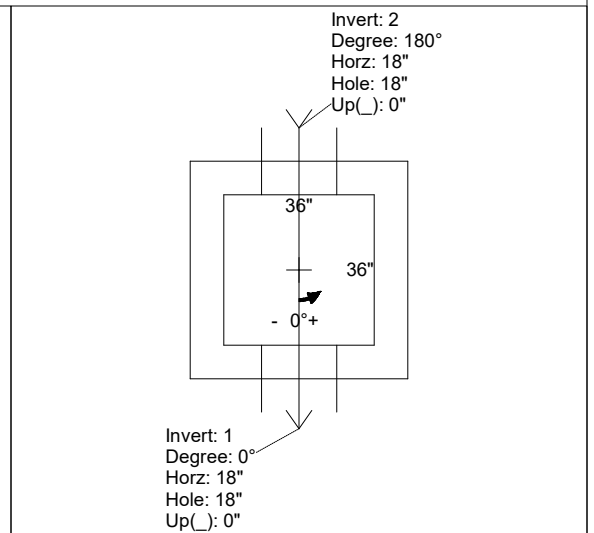 Invert: 2
Degree: 180°
Horz: 18"
Hole: 18"
Up(_): 0"
36"
36"
- 0°+
Invert: 1
Degree: 0°
Horz: 18"
Hole: 18"
Up(_): 0"